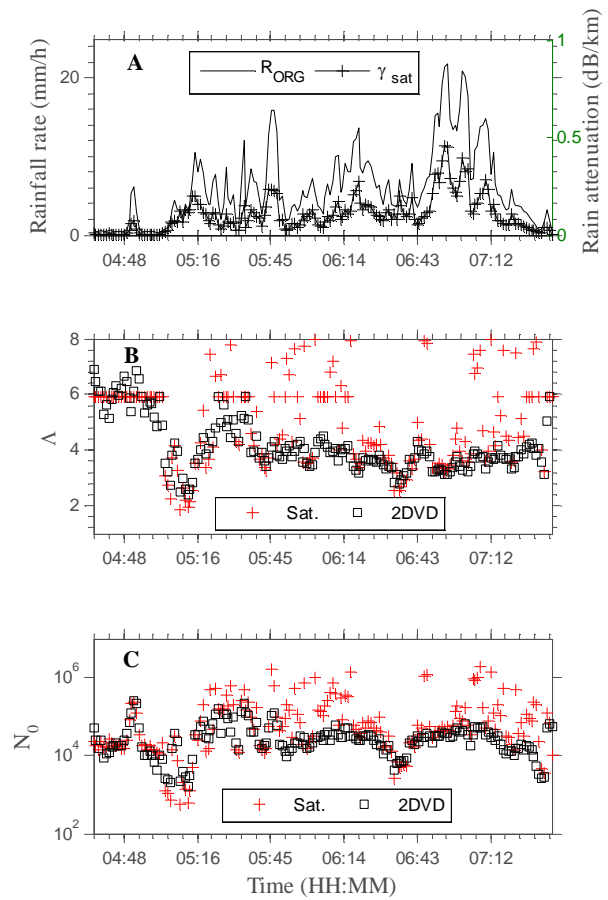 A
R_ORG γ_sat
Rainfall rate (mm/h)
Rain attenuation (dB/km)
20
0
1
0.5
0
04:48 05:16 05:45 06:14 06:43 07:12
B
Λ
8
6
4
2
Sat. 2DVD
04:48 05:16 05:45 06:14 06:43 07:12
C
N_0
10^6
10^4
10^2
Sat. 2DVD
04:48 05:16 05:45 06:14 06:43 07:12
Time (HH:MM)